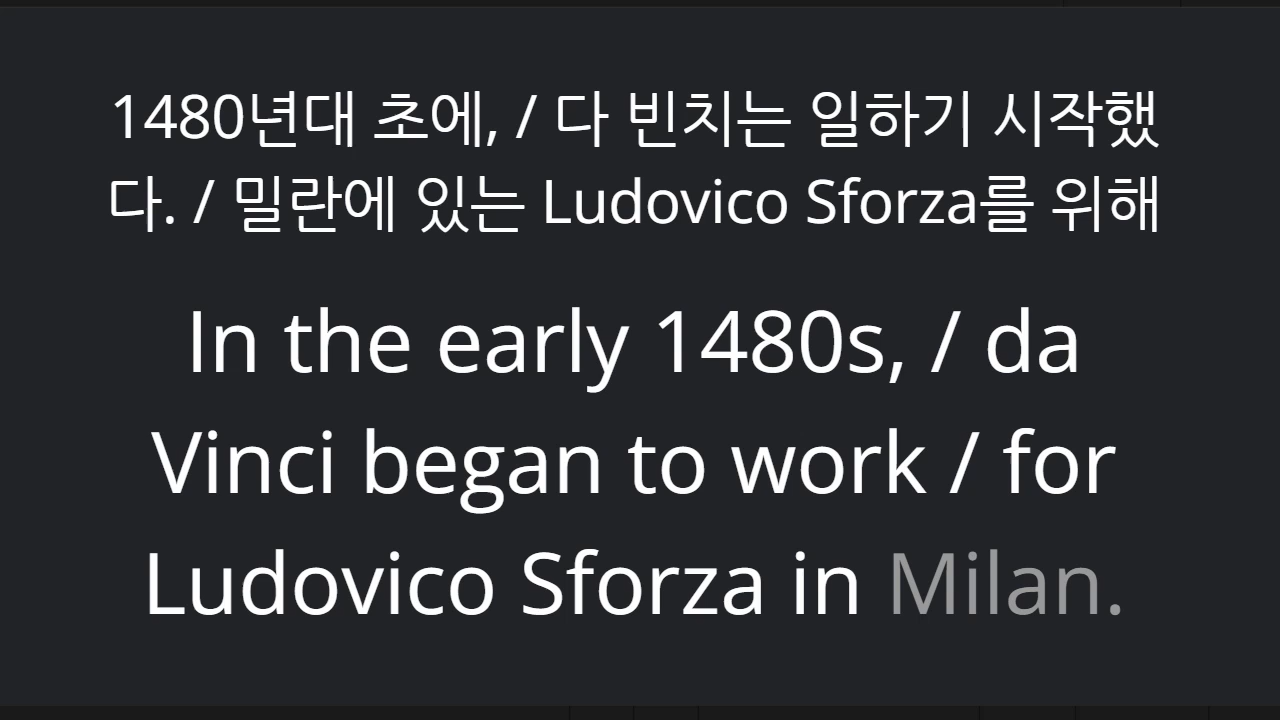 1480년대 초에, / 다 빈치는 일하기 시작했
다. / 밀란에 있는 Ludovico Sforza를 위해
In the early 1480s, / da
Vinci began to work / for
Ludovico Sforza in Milan.